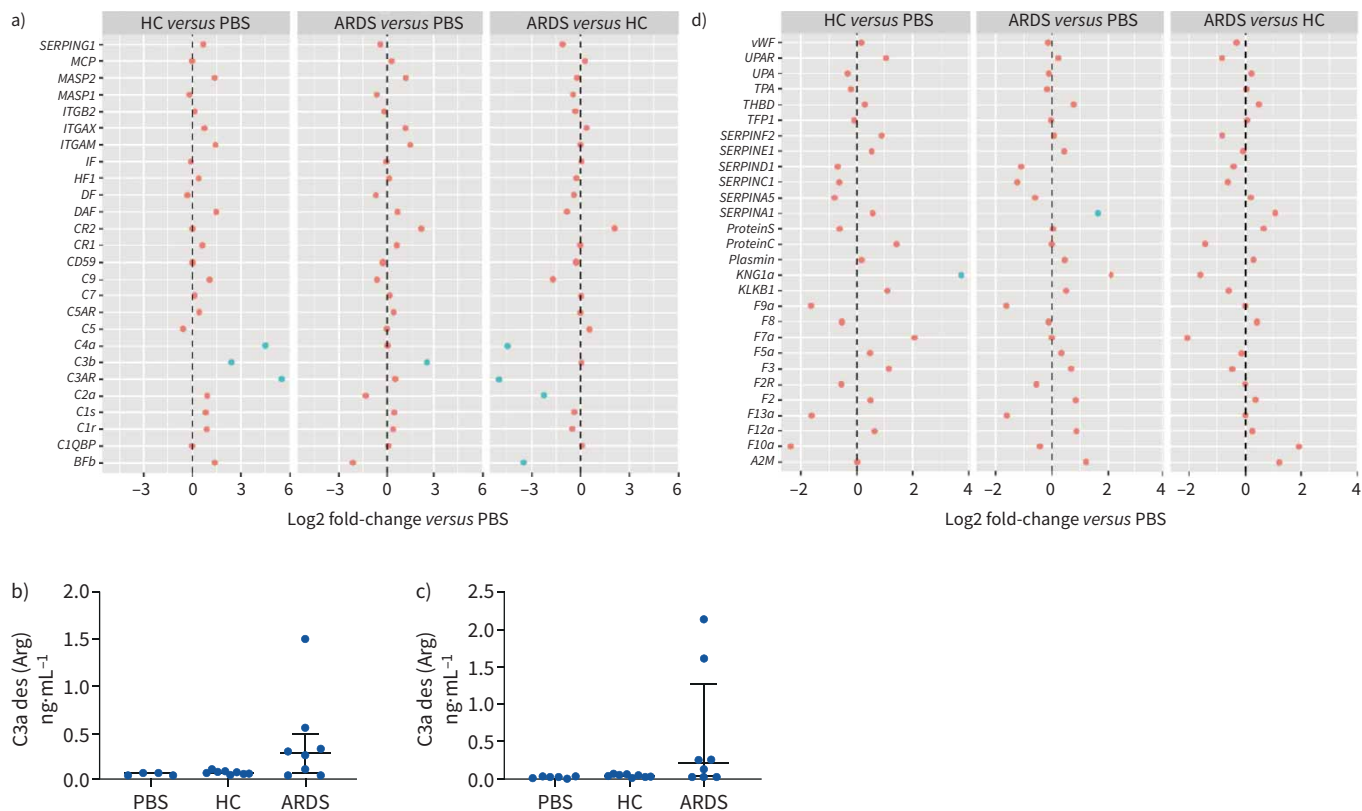 a)
HC versus PBS
ARDS versus PBS
ARDS versus HC
SERPING1
MCP
MASP2
MASP1
ITGB2
ITGAX
ITGAM
IF
HF1
DF
DAF
CR2
CR1
CD59
C9
C7
C5AR
C5
C4a
C3b
C3AR
C2a
C1s
C1r
C1QBP
BFb
−3 0 3 6
−3 0 3 6
−3 0 3 6
Log2 fold-change versus PBS
d)
HC versus PBS
ARDS versus PBS
ARDS versus HC
vWF
UPAR
UPA
TPA
THBD
TFP1
SERPINF2
SERPINE1
SERPIND1
SERPINC1
SERPINA5
SERPINA1
ProteinS
ProteinC
Plasmin
KNG1a
KLKB1
F9a
F8
F7a
F5a
F3
F2R
F2
F13a
F12a
F10a
A2M
−2 0 2 4
−2 0 2 4
−2 0 2 4
Log2 fold-change versus PBS
b)
C3a des (Arg)
ng·mL−1
2.0
1.5
1.0
0.5
0.0
PBS HC ARDS
c)
C3a des (Arg)
ng·mL−1
2.5
2.0
1.5
1.0
0.5
0.0
PBS HC ARDS